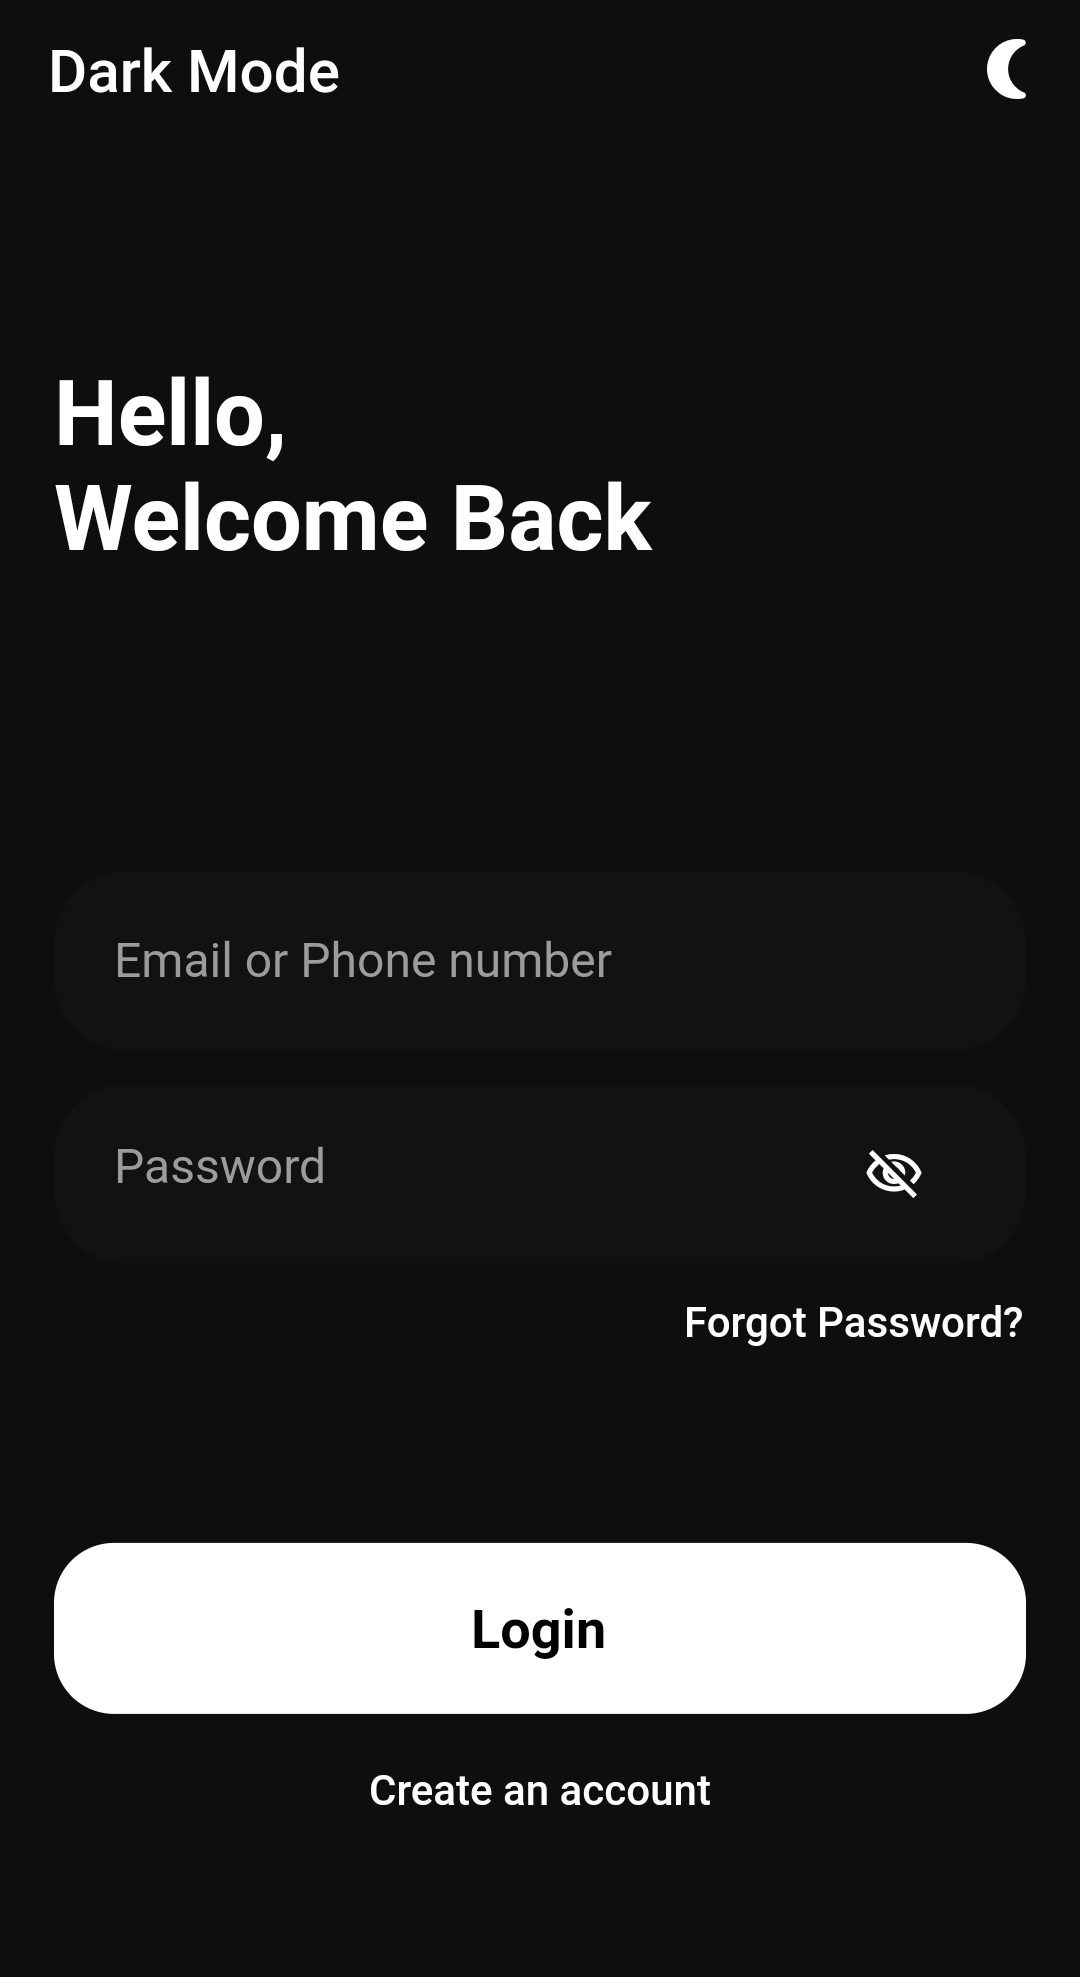 Dark Mode
Hello,
Welcome Back
Email or Phone number
Password
Forgot Password?
Login
Create an account